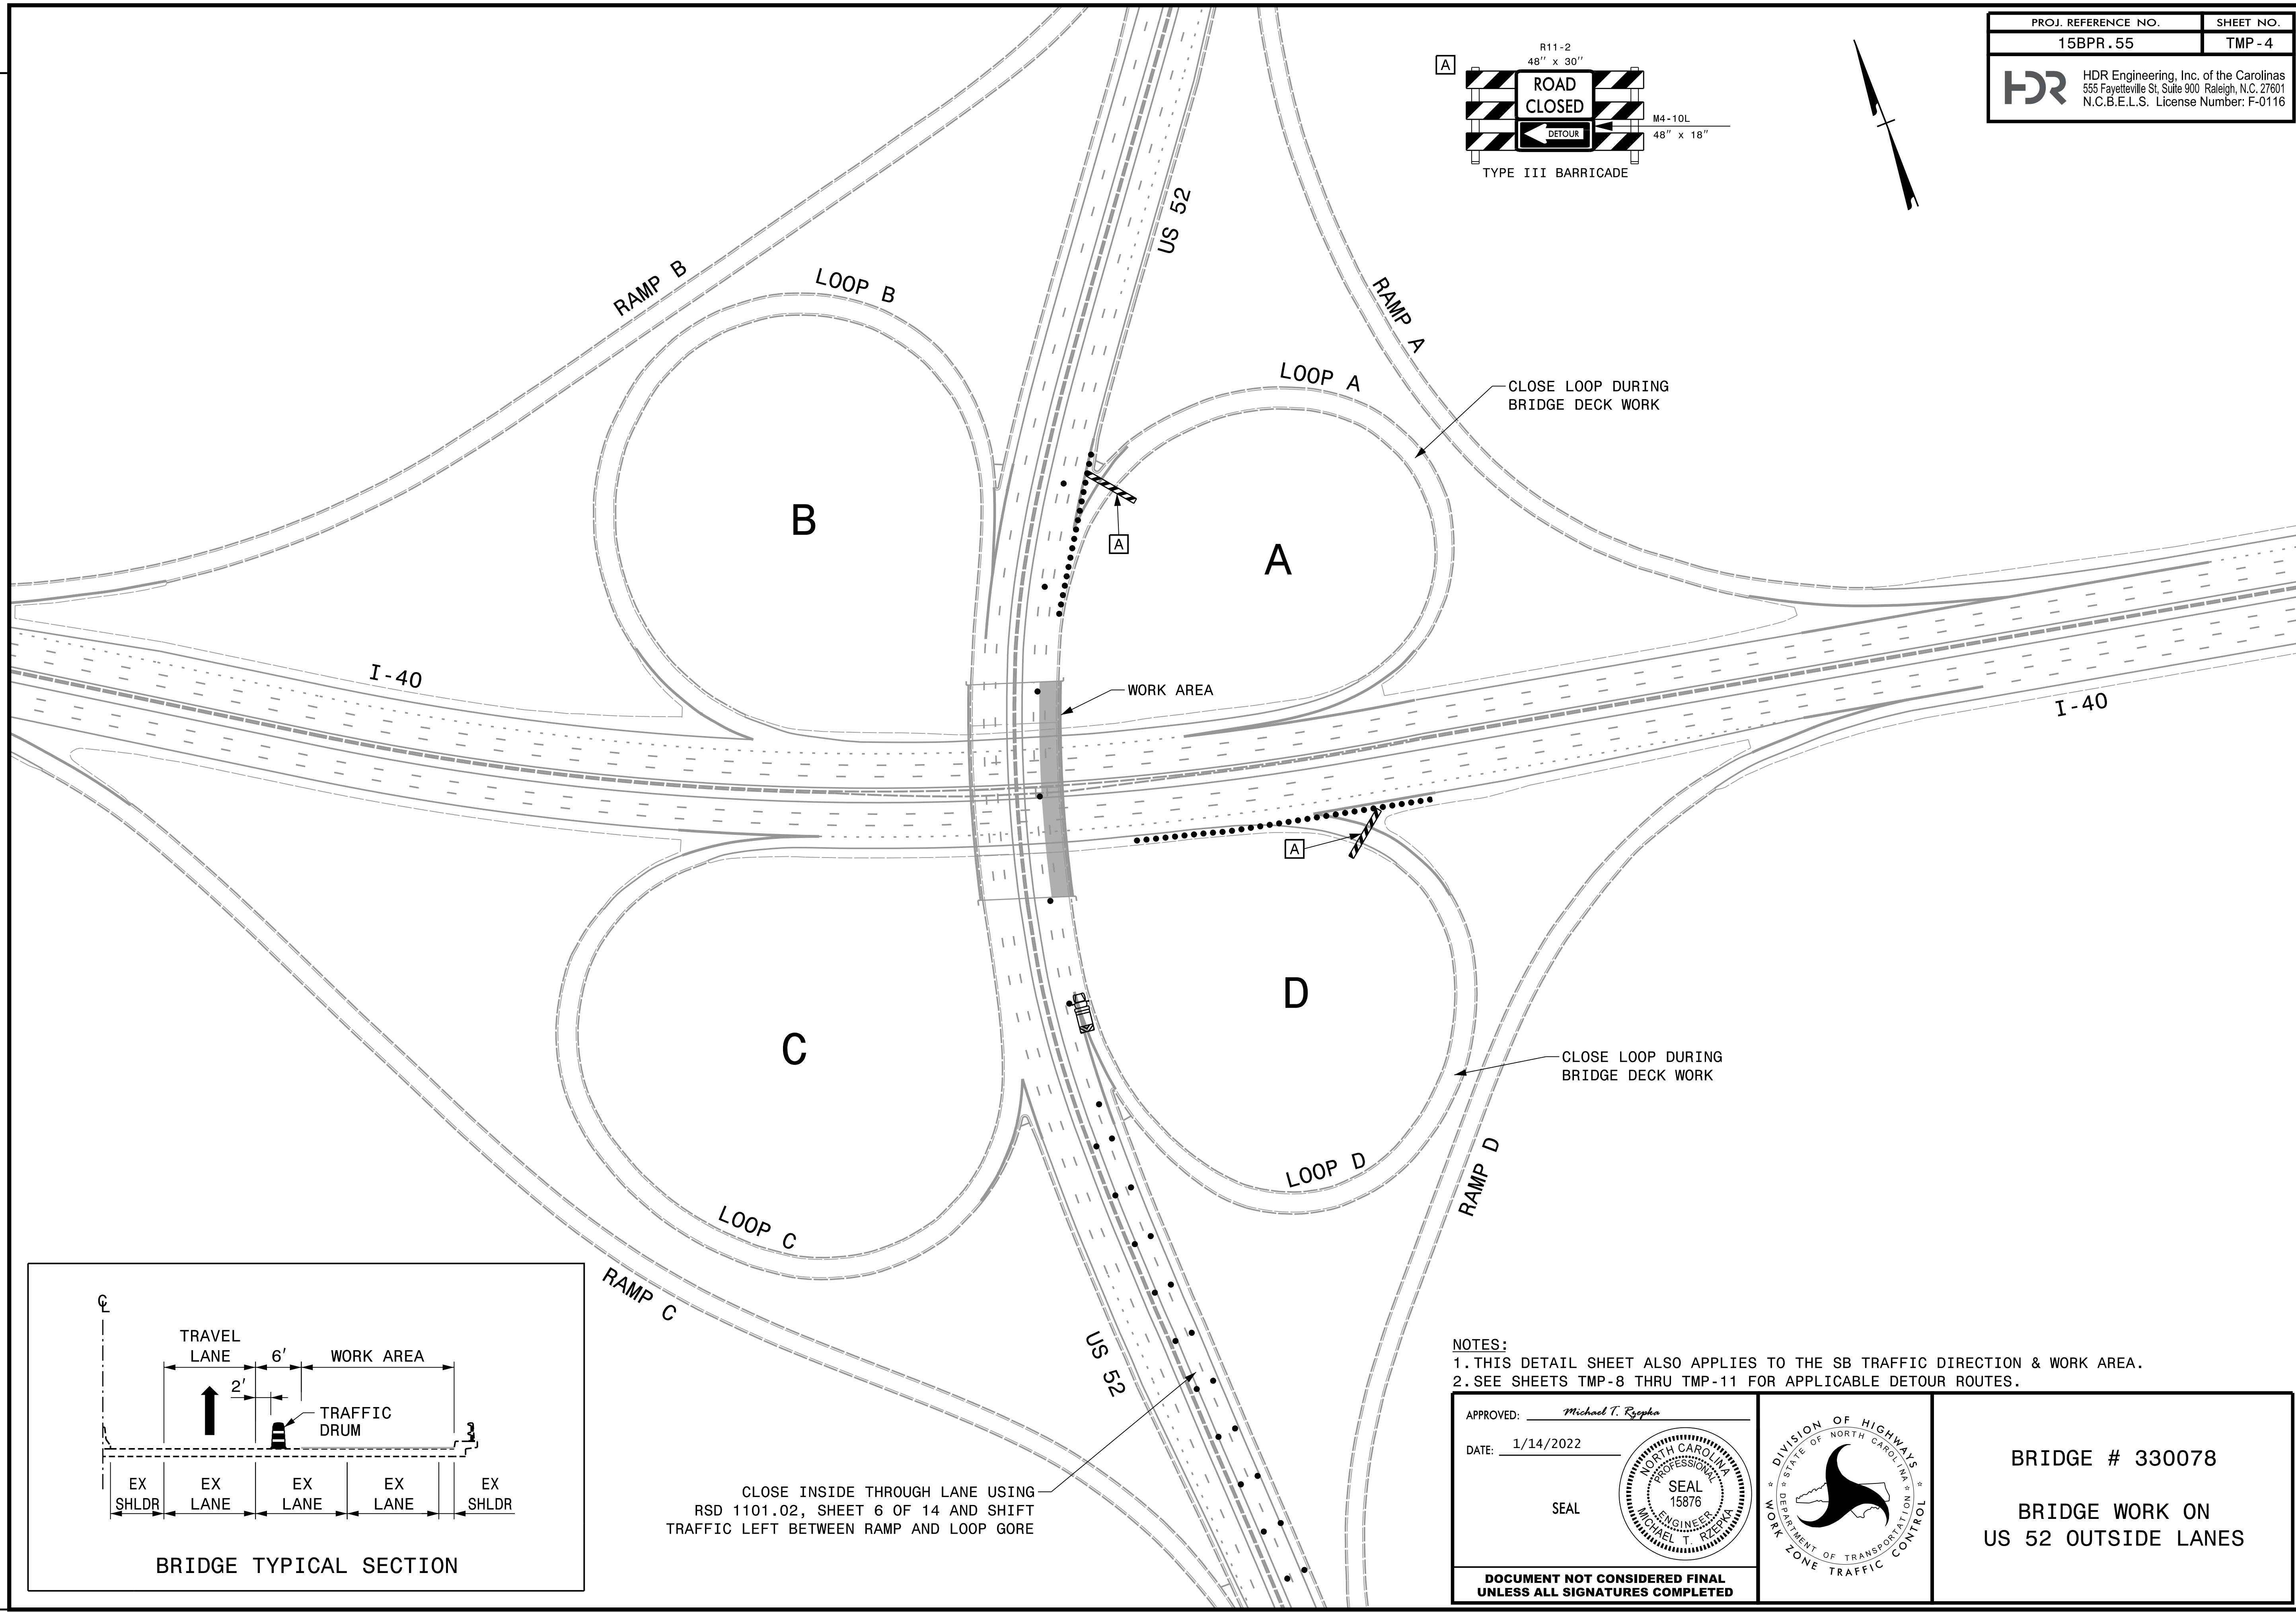 PROJ. REFERENCE NO.
SHEET NO.
15BPR.55
TMP-4
HDR
HDR Engineering, Inc. of the Carolinas
555 Fayetteville St, Suite 900 Raleigh, N.C. 27601
N.C.B.E.L.S. License Number: F-0116
A
R11-2
48" x 30"
ROAD
CLOSED
DETOUR
M4-10L
48" x 18"
TYPE III BARRICADE
US 52
RAMP B
LOOP B
RAMP A
LOOP A
CLOSE LOOP DURING
BRIDGE DECK WORK
B
A
A
I-40
WORK AREA
I-40
A
C
D
CLOSE LOOP DURING
BRIDGE DECK WORK
LOOP D
RAMP D
LOOP C
RAMP C
US 52
CLOSE INSIDE THROUGH LANE USING
RSD 1101.02, SHEET 6 OF 14 AND SHIFT
TRAFFIC LEFT BETWEEN RAMP AND LOOP GORE
CL
TRAVEL
LANE
6'
WORK AREA
2'
TRAFFIC
DRUM
EX
SHLDR
EX
LANE
EX
LANE
EX
LANE
EX
SHLDR
BRIDGE TYPICAL SECTION
NOTES:
1. THIS DETAIL SHEET ALSO APPLIES TO THE SB TRAFFIC DIRECTION & WORK AREA.
2. SEE SHEETS TMP-8 THRU TMP-11 FOR APPLICABLE DETOUR ROUTES.
APPROVED: Michael T. Rzepka
DATE: 1/14/2022
SEAL
NORTH CAROLINA
PROFESSIONAL
SEAL
15876
ENGINEER
MICHAEL T. RZEPKA
DOCUMENT NOT CONSIDERED FINAL
UNLESS ALL SIGNATURES COMPLETED
DIVISION OF HIGHWAYS
STATE OF NORTH CAROLINA
DEPARTMENT OF TRANSPORTATION
WORK ZONE TRAFFIC CONTROL
BRIDGE # 330078
BRIDGE WORK ON
US 52 OUTSIDE LANES